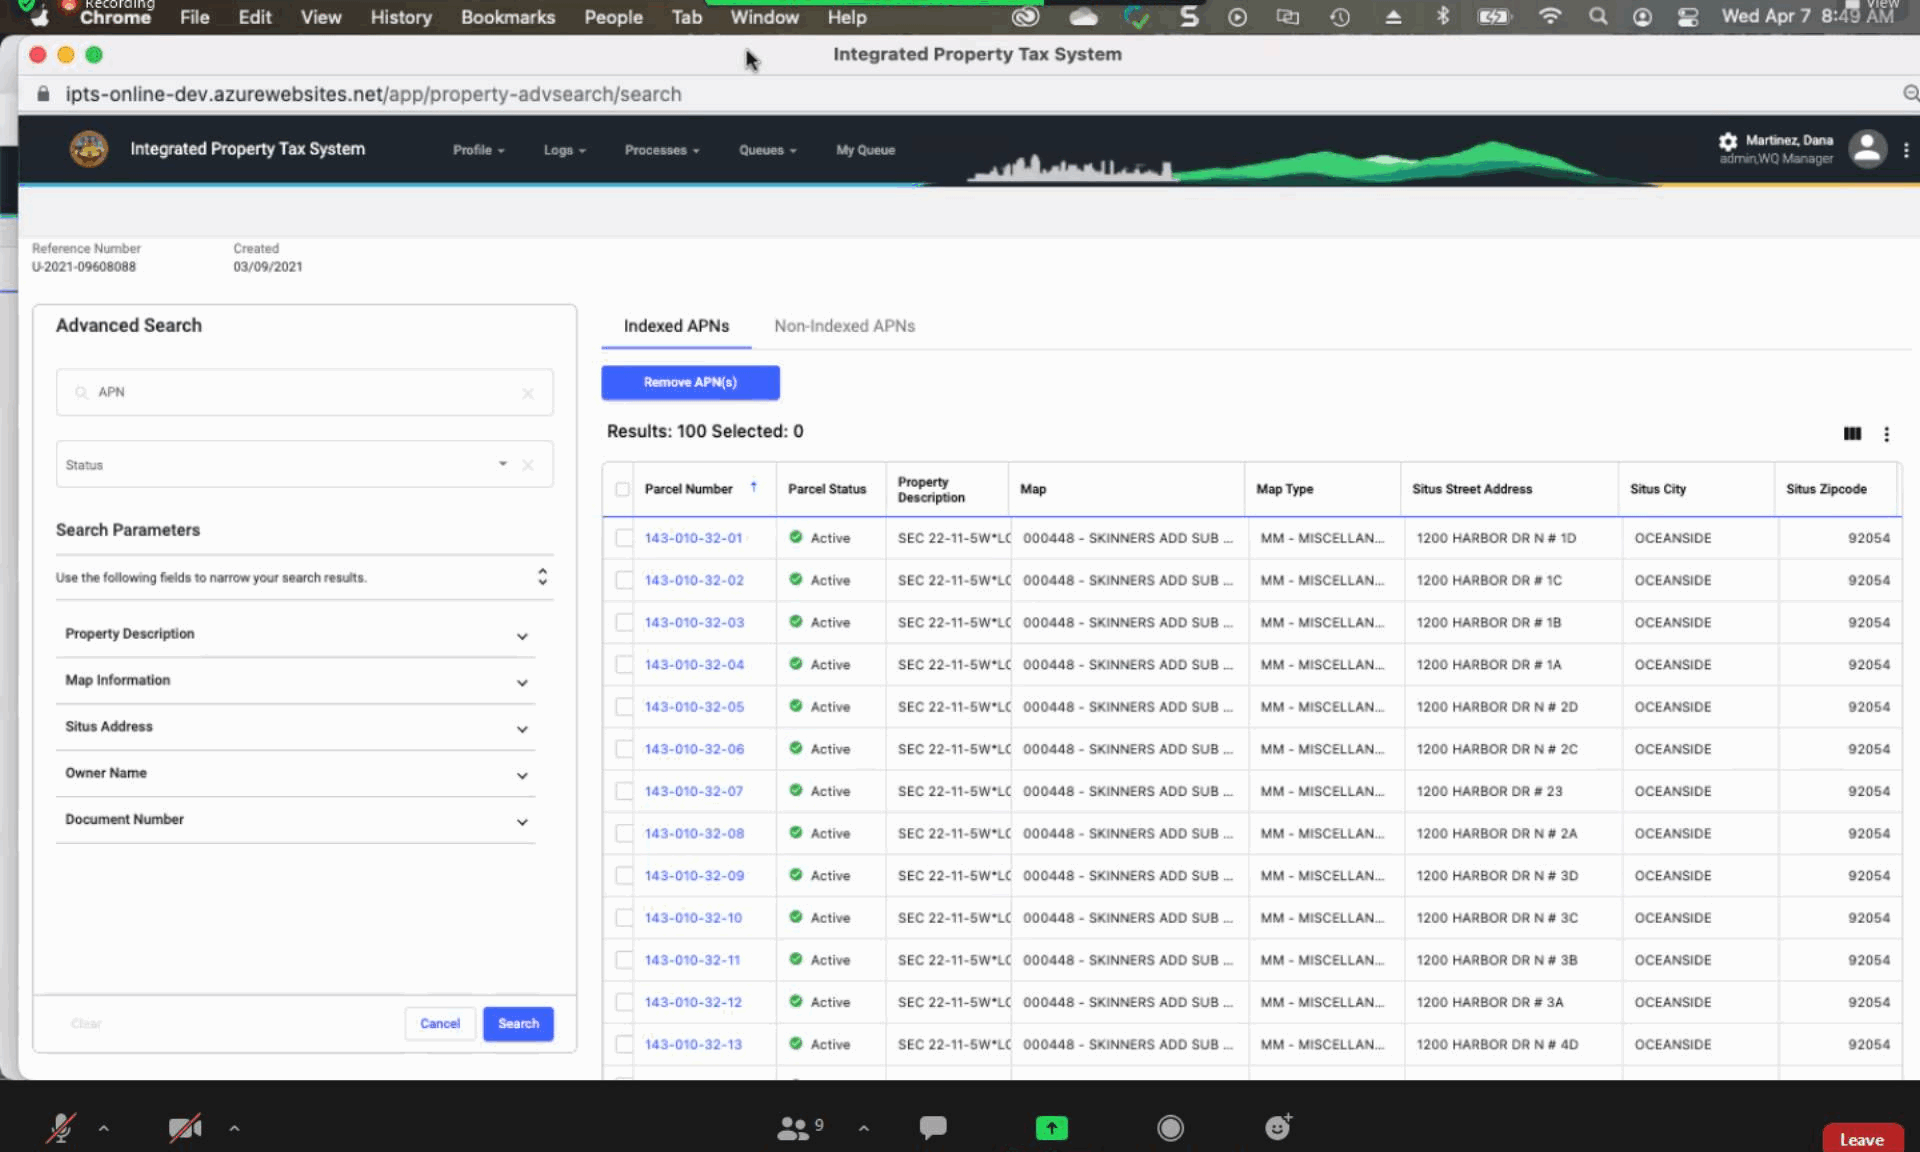 Recording
View
Chrome File Edit View History Bookmarks People Tab Window Help
Wed Apr 7 8:49 AM
Integrated Property Tax System
ipts-online-dev.azurewebsites.net/app/property-advsearch/search
Integrated Property Tax System
Profile Logs Processes Queues My Queue
Martinez, Dana
admin,WQ Manager
Reference Number Created
U-2021-09608088 03/09/2021
Advanced Search
APN
Status
Search Parameters
Use the following fields to narrow your search results.
Property Description
Map Information
Situs Address
Owner Name
Document Number
Clear Cancel Search
Indexed APNs Non-Indexed APNs
Remove APN(s)
Results: 100 Selected: 0
Parcel Number Parcel Status Property Description Map Map Type Situs Street Address Situs City Situs Zipcode
143-010-32-01 Active SEC 22-11-5W*LO 000448 - SKINNERS ADD SUB ... MM - MISCELLAN... 1200 HARBOR DR N # 1D OCEANSIDE 92054
143-010-32-02 Active SEC 22-11-5W*LO 000448 - SKINNERS ADD SUB ... MM - MISCELLAN... 1200 HARBOR DR # 1C OCEANSIDE 92054
143-010-32-03 Active SEC 22-11-5W*LO 000448 - SKINNERS ADD SUB ... MM - MISCELLAN... 1200 HARBOR DR # 1B OCEANSIDE 92054
143-010-32-04 Active SEC 22-11-5W*LO 000448 - SKINNERS ADD SUB ... MM - MISCELLAN... 1200 HARBOR DR # 1A OCEANSIDE 92054
143-010-32-05 Active SEC 22-11-5W*LO 000448 - SKINNERS ADD SUB ... MM - MISCELLAN... 1200 HARBOR DR N # 2D OCEANSIDE 92054
143-010-32-06 Active SEC 22-11-5W*LO 000448 - SKINNERS ADD SUB ... MM - MISCELLAN... 1200 HARBOR DR N # 2C OCEANSIDE 92054
143-010-32-07 Active SEC 22-11-5W*LO 000448 - SKINNERS ADD SUB ... MM - MISCELLAN... 1200 HARBOR DR # 23 OCEANSIDE 92054
143-010-32-08 Active SEC 22-11-5W*LO 000448 - SKINNERS ADD SUB ... MM - MISCELLAN... 1200 HARBOR DR N # 2A OCEANSIDE 92054
143-010-32-09 Active SEC 22-11-5W*LO 000448 - SKINNERS ADD SUB ... MM - MISCELLAN... 1200 HARBOR DR N # 3D OCEANSIDE 92054
143-010-32-10 Active SEC 22-11-5W*LO 000448 - SKINNERS ADD SUB ... MM - MISCELLAN... 1200 HARBOR DR N # 3C OCEANSIDE 92054
143-010-32-11 Active SEC 22-11-5W*LO 000448 - SKINNERS ADD SUB ... MM - MISCELLAN... 1200 HARBOR DR N # 3B OCEANSIDE 92054
143-010-32-12 Active SEC 22-11-5W*LO 000448 - SKINNERS ADD SUB ... MM - MISCELLAN... 1200 HARBOR DR # 3A OCEANSIDE 92054
143-010-32-13 Active SEC 22-11-5W*LO 000448 - SKINNERS ADD SUB ... MM - MISCELLAN... 1200 HARBOR DR N # 4D OCEANSIDE 92054
9
Leave